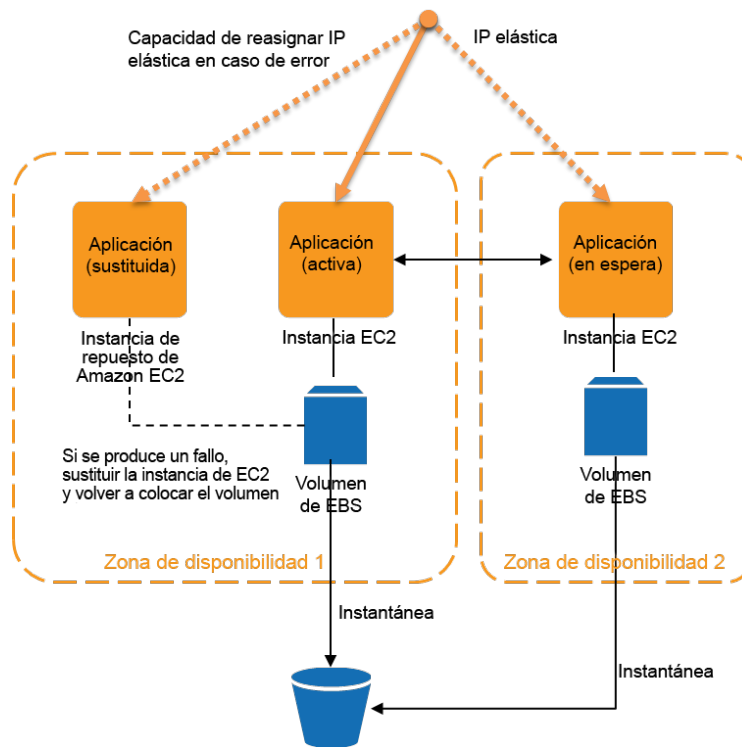 Capacidad de reasignar IP
elástica en caso de error
IP elástica
Aplicación
(sustituida)
Aplicación
(activa)
Aplicación
(en espera)
Instancia de
repuesto de
Amazon EC2
Instancia EC2
Instancia EC2
Si se produce un fallo,
sustituir la instancia de EC2
y volver a colocar el volumen
Volumen
de EBS
Volumen
de EBS
Zona de disponibilidad 1
Zona de disponibilidad 2
Instantánea
Instantánea